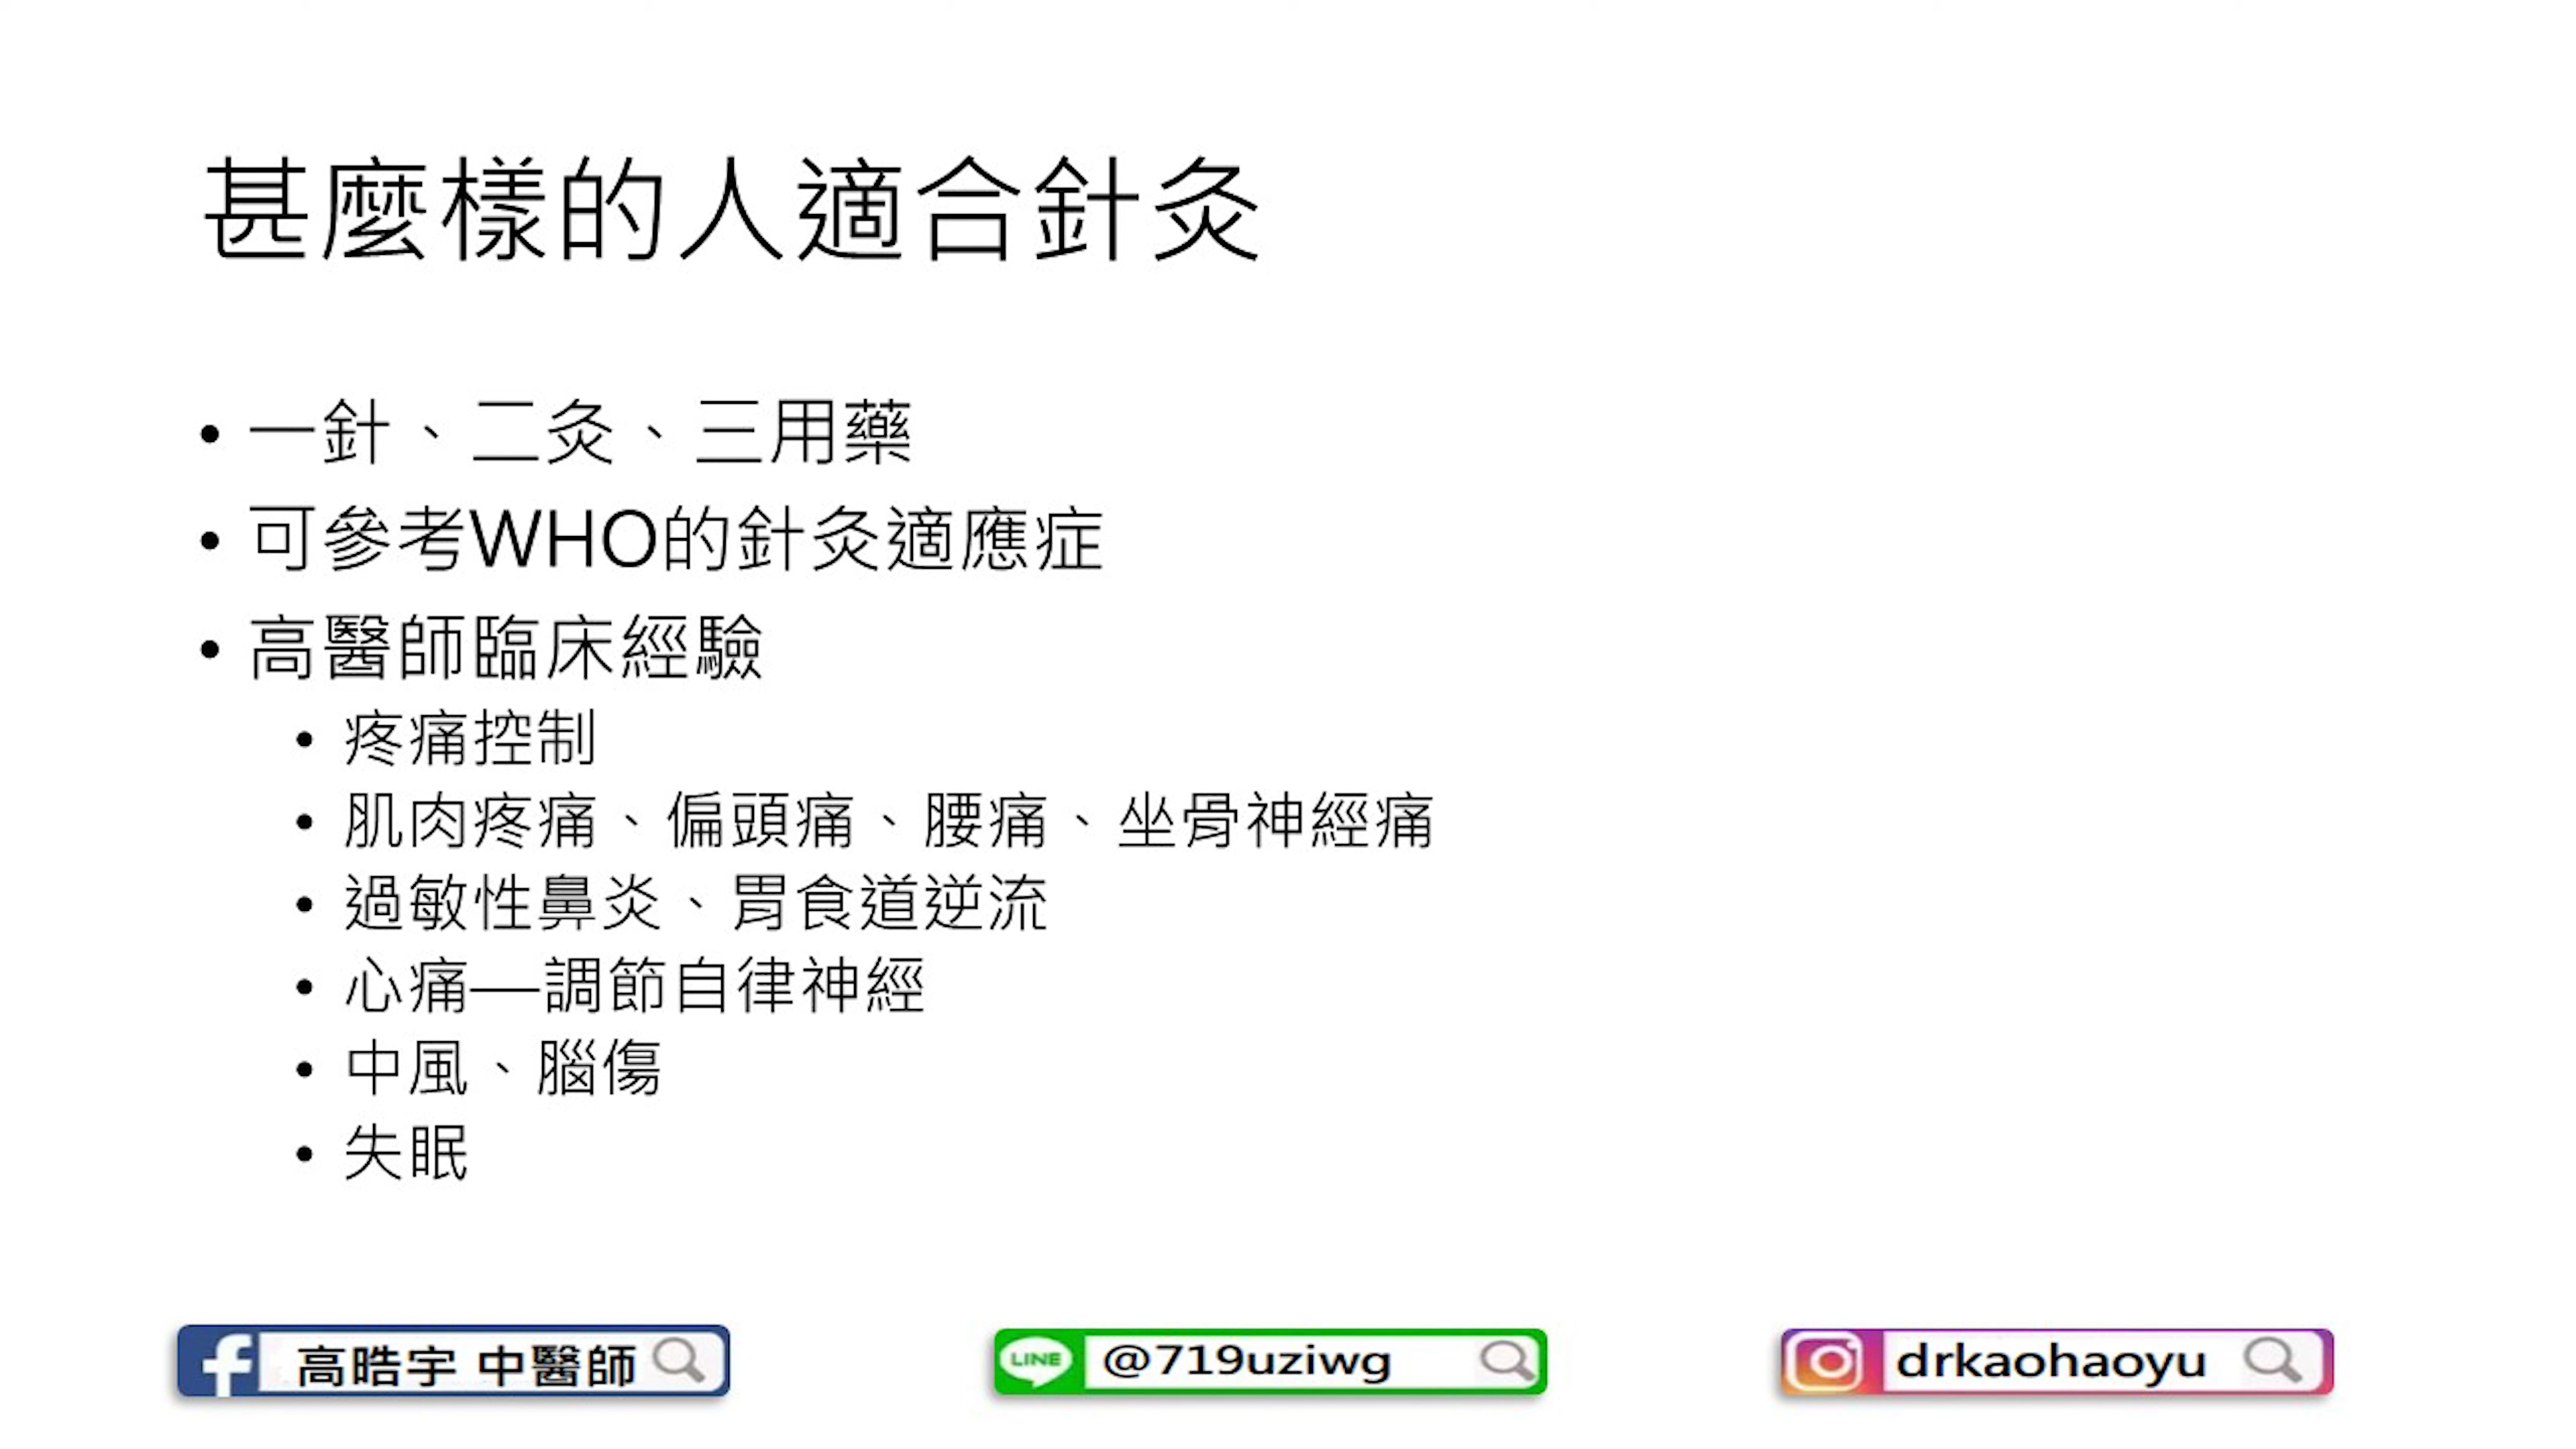 甚麼樣的人適合針灸
• 一針、二灸、三用藥
• 可參考WHO的針灸適應症
• 高醫師臨床經驗
• 疼痛控制
• 肌肉疼痛、偏頭痛、腰痛、坐骨神經痛
• 過敏性鼻炎、胃食道逆流
• 心痛—調節自律神經
• 中風、腦傷
• 失眠
高晧宇 中醫師
LINE @719uziwg
drkaohaoyu